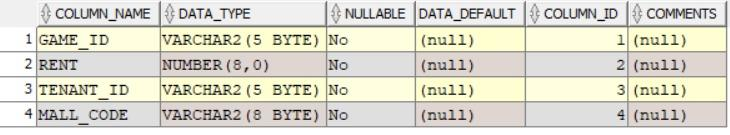 COLUMN_NAME DATA_TYPE NULLABLE DATA_DEFAULT COLUMN_ID COMMENTS
1 GAME_ID VARCHAR2(5 BYTE) No (null) 1 (null)
2 RENT NUMBER(8,0) No (null) 2 (null)
3 TENANT_ID VARCHAR2(5 BYTE) No (null) 3 (null)
4 MALL_CODE VARCHAR2(8 BYTE) No (null) 4 (null)